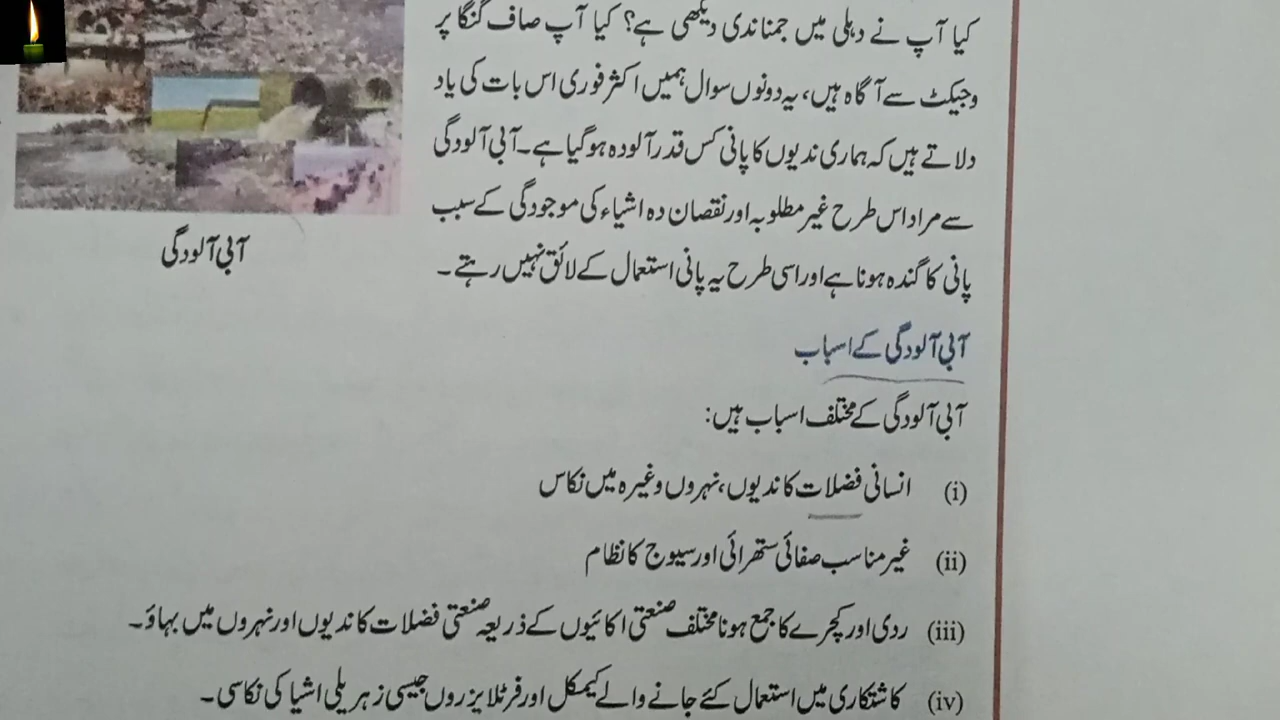 کیا آپ نے دہلی میں جمنا ندی دیکھی ہے؟ کیا آپ صاف گنگا پر
وجیکٹ سے آگاہ ہیں، یہ دونوں سوال ہمیں اکثر فوری اس بات کی یاد
دلاتے ہیں کہ ہماری ندیوں کا پانی کس قدر آلودہ ہوگیا ہے۔ آبی آلودگی
سے مراد اس طرح غیر مطلوبہ اور نقصان دہ اشیاء کی موجودگی کے سبب
پانی کا گندہ ہونا ہے اور اسی طرح یہ پانی استعمال کے لائق نہیں رہتے۔
آبی آلودگی
آبی آلودگی کے اسباب
آبی آلودگی کے مختلف اسباب ہیں:
(i) انسانی فضلات کا ندیوں، نہروں وغیرہ میں نکاس
(ii) غیر مناسب صفائی ستھرائی اور سیوج کا نظام
(iii) ردی اور کچرے کا جمع ہونا مختلف صنعتی اکائیوں کے ذریعہ صنعتی فضلات کا ندیوں اور نہروں میں بہاؤ۔
(iv) کاشتکاری میں استعمال کئے جانے والے کیمیکل اور فرٹلایزروں جیسی زہریلی اشیا کی نکاسی۔